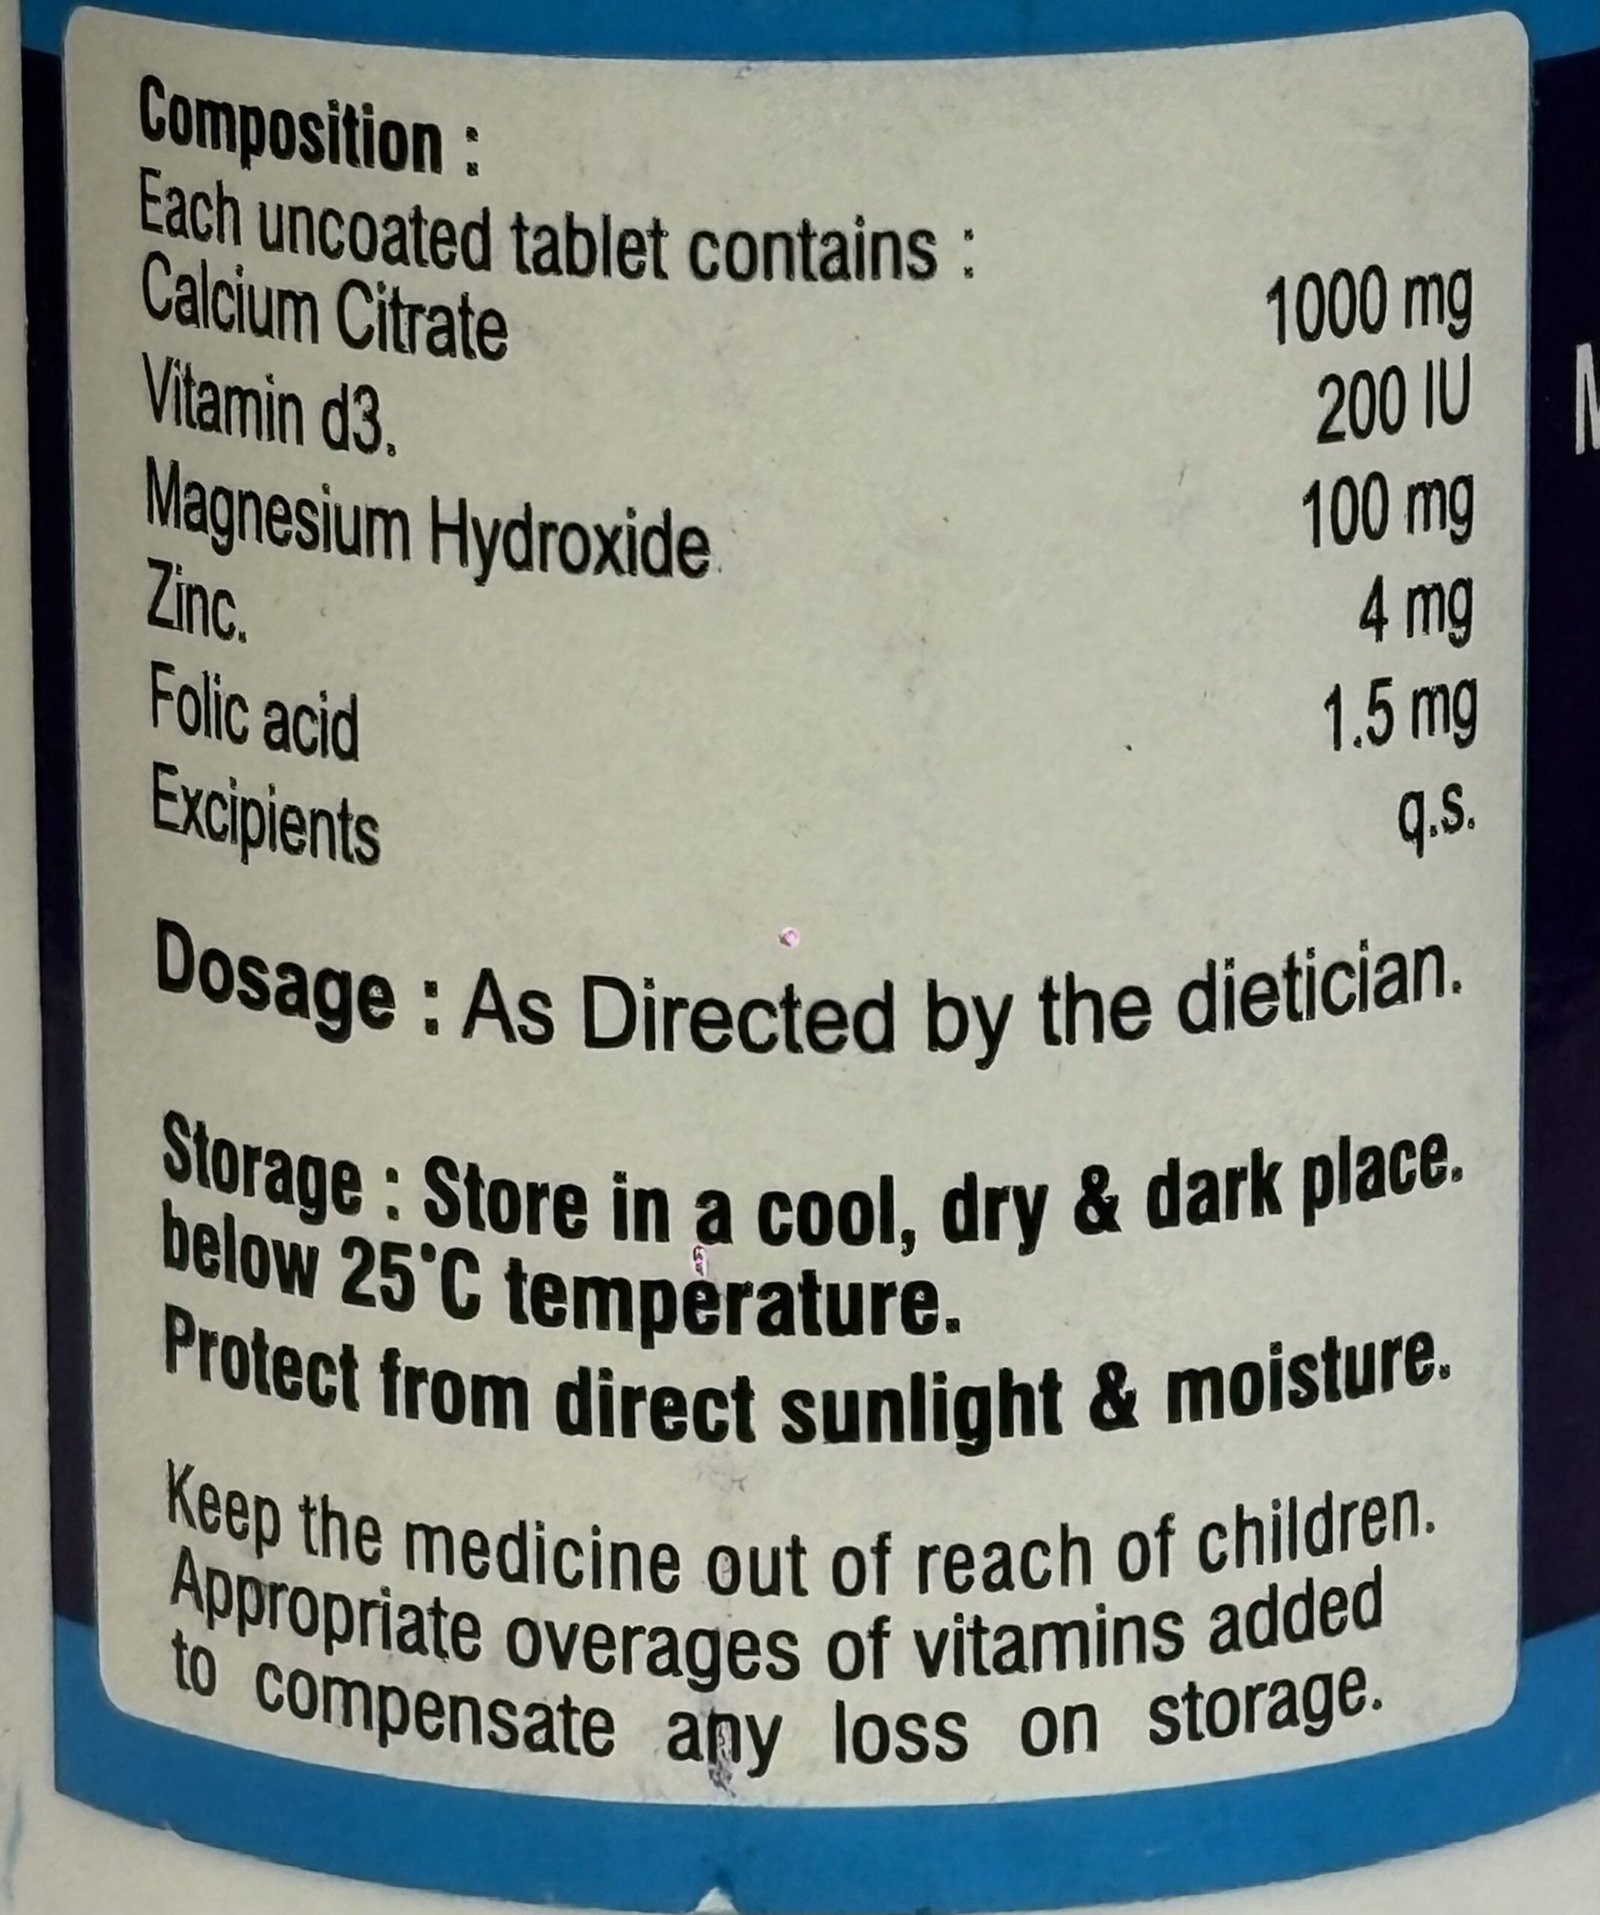 Composition :
Each uncoated tablet contains :
Calcium Citrate 1000 mg
Vitamin d3. 200 IU
Magnesium Hydroxide 100 mg
Zinc. 4 mg
Folic acid 1.5 mg
Excipients q.s.
Dosage : As Directed by the dietician.
Storage : Store in a cool, dry & dark place.
below 25°C temperature.
Protect from direct sunlight & moisture.
Keep the medicine out of reach of children.
Appropriate overages of vitamins added
to compensate any loss on storage.